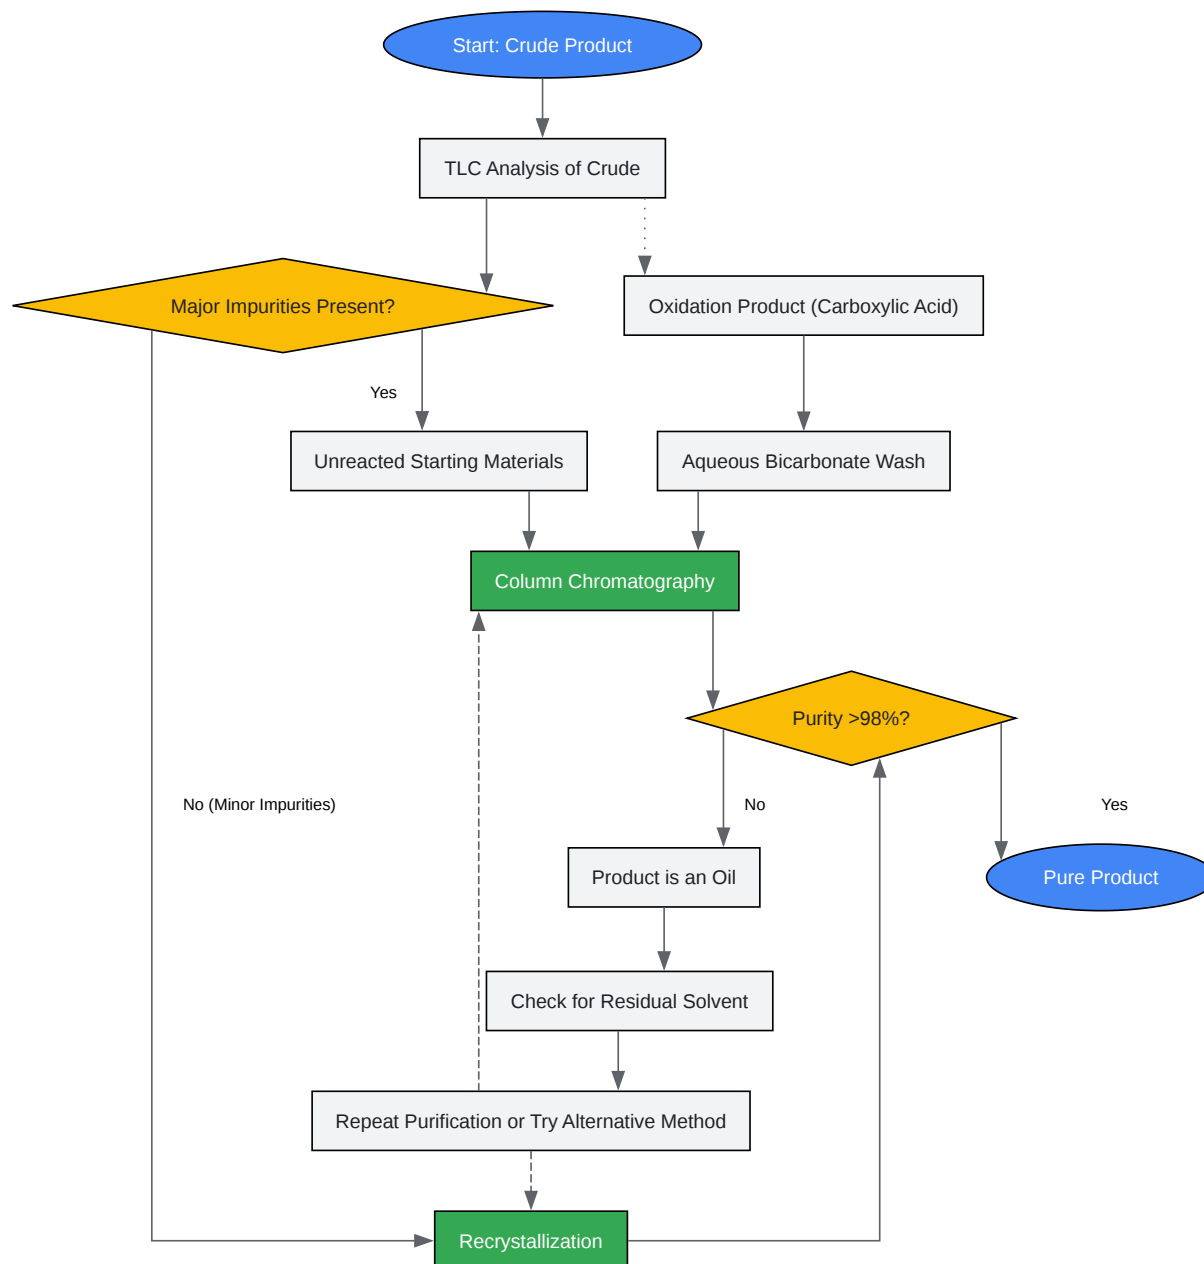 Start: Crude Product
TLC Analysis of Crude
Major Impurities Present?
Oxidation Product (Carboxylic Acid)
Yes
Unreacted Starting Materials
Aqueous Bicarbonate Wash
Column Chromatography
Purity >98%?
No (Minor Impurities)
No
Yes
Product is an Oil
Pure Product
Check for Residual Solvent
Repeat Purification or Try Alternative Method
Recrystallization